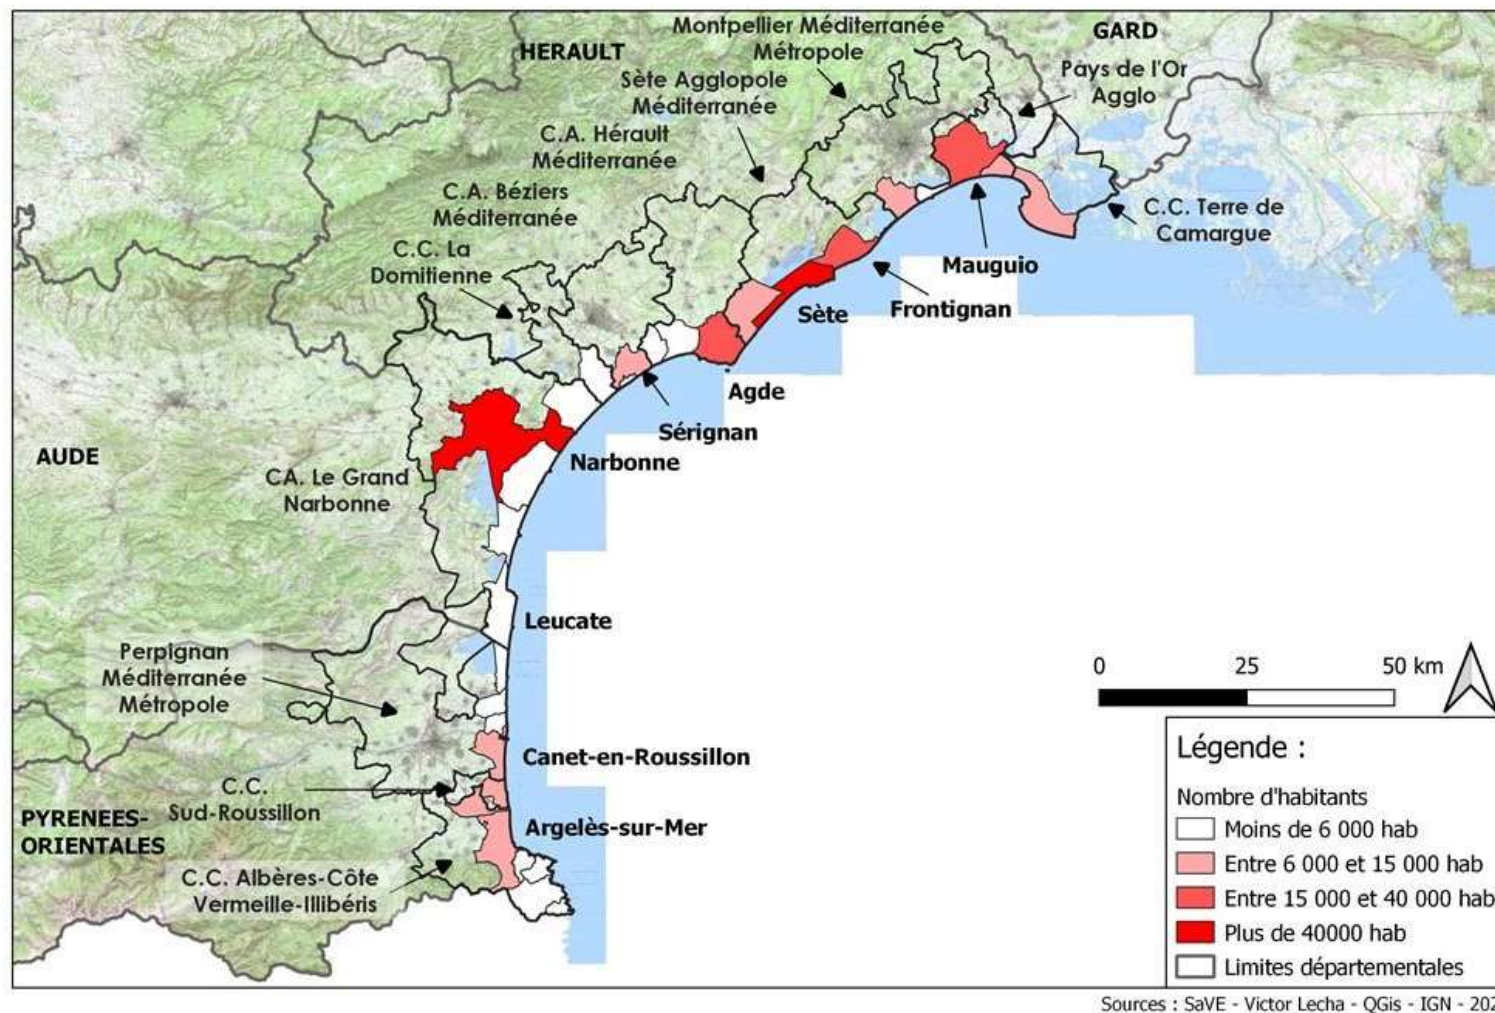 Montpellier Méditerranée
Métropole
GARD
HERAULT
Sète Agglopole
Méditerranée
Pays de l'Or
Agglo
C.A. Hérault
Méditerranée
C.A. Béziers
Méditerranée
C.C. Terre de
Camargue
C.C. La
Domitienne
Mauguio
Frontignan
Sète
Agde
Sérignan
AUDE
Narbonne
CA. Le Grand
Narbonne
Leucate
Perpignan
Méditerranée
Métropole
0 25 50 km
Canet-en-Roussillon
C.C.
Sud-Roussillon
PYRENEES-
ORIENTALES
Argelès-sur-Mer
C.C. Albères-Côte
Vermeille-Illibéris
Légende :
Nombre d'habitants
Moins de 6 000 hab
Entre 6 000 et 15 000 hab
Entre 15 000 et 40 000 hab
Plus de 40000 hab
Limites départementales
Sources : SaVE - Victor Lecha - QGis - IGN - 202